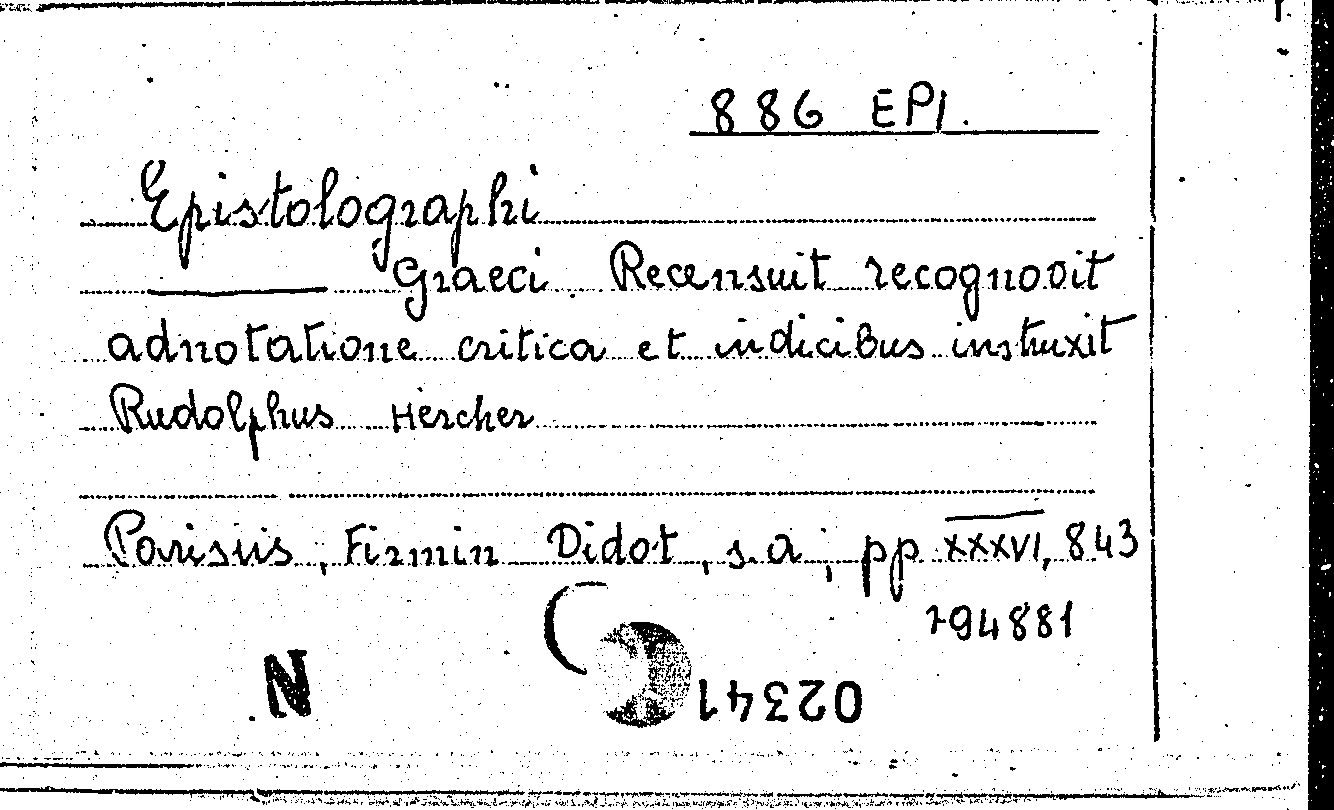 886 EPI.
Epistolographi
Graeci. Recensuit recognovit
adnotatione critica et indicibus instruxit
Rudolphus Hercher
Parisiis, Firmin Didot, s.a; pp XXXVI, 843
294881
N
02341